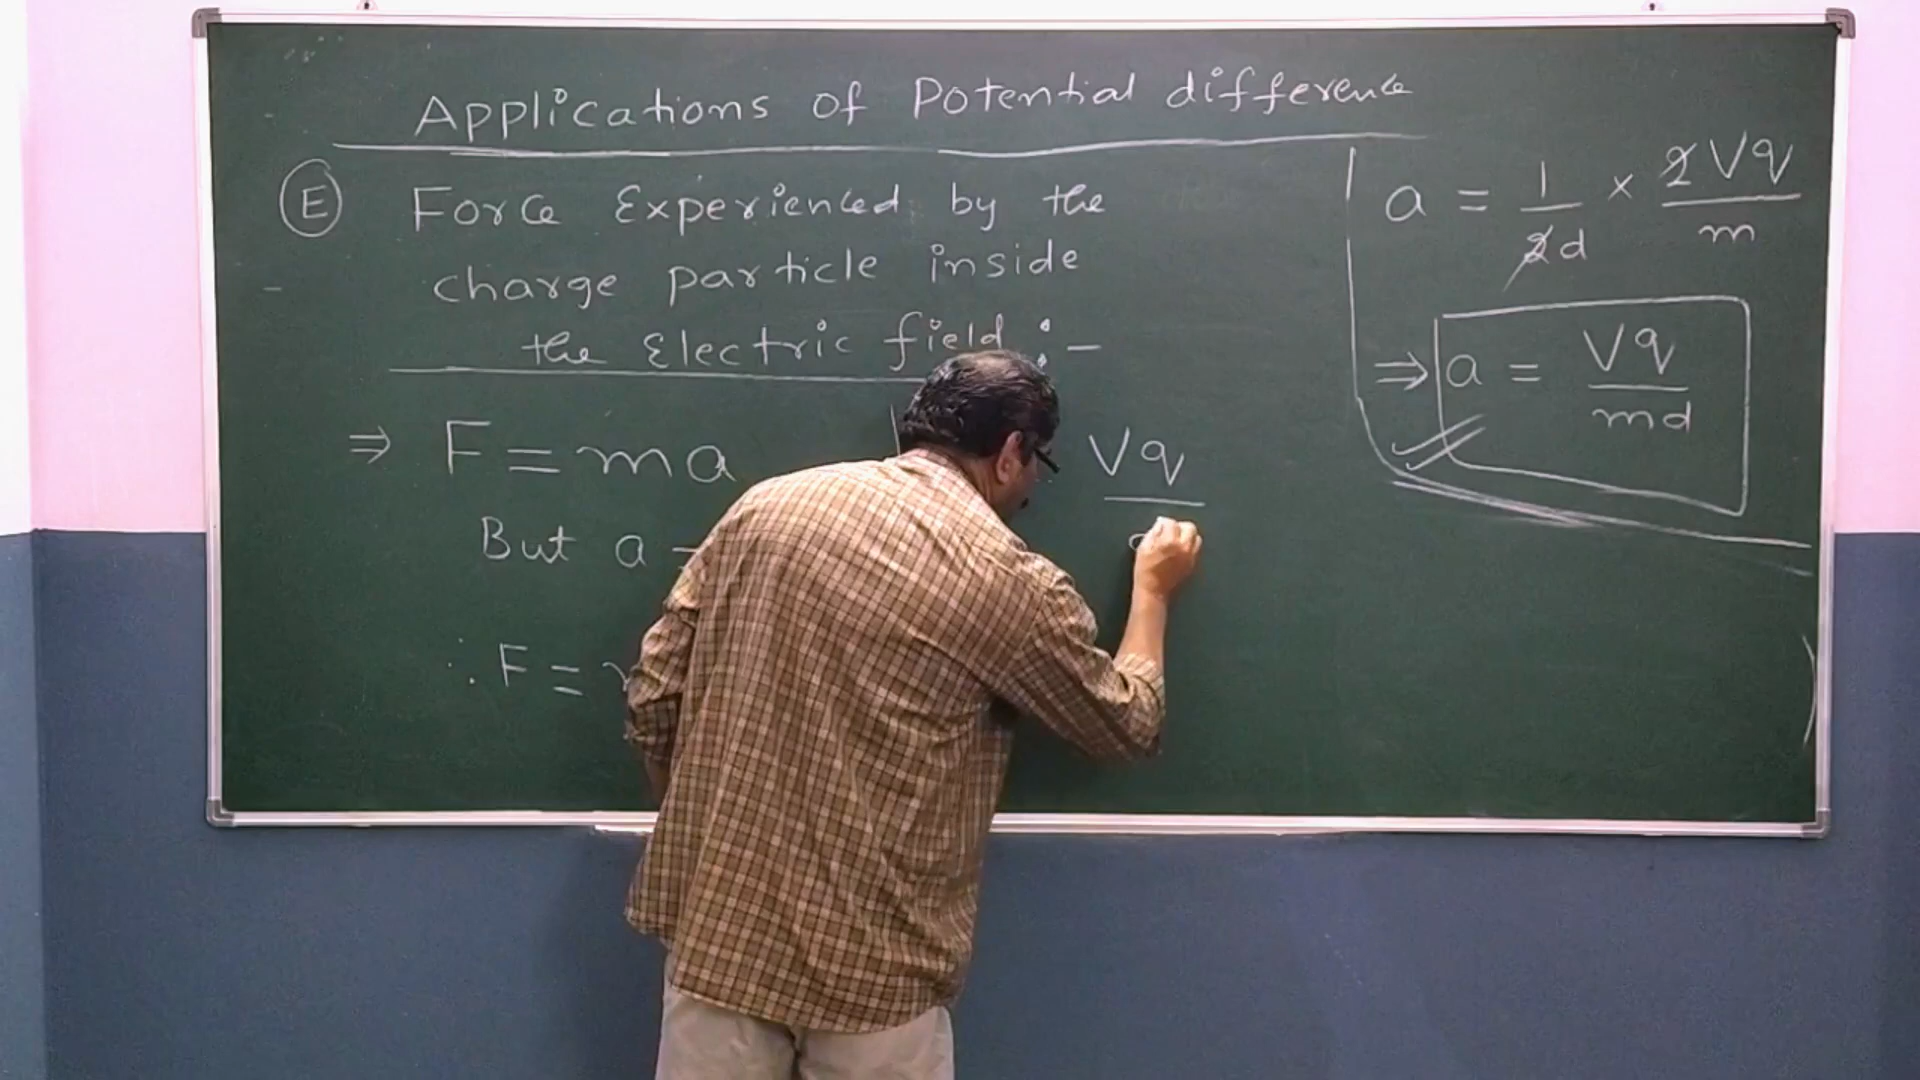 Applications of Potential difference
E Force Experienced by the
charge particle inside
the Electric field :-
⇒ F = ma
But a =
∴ F =
Vq
a = 1/2d × 2Vq/m
⇒ a = Vq/md